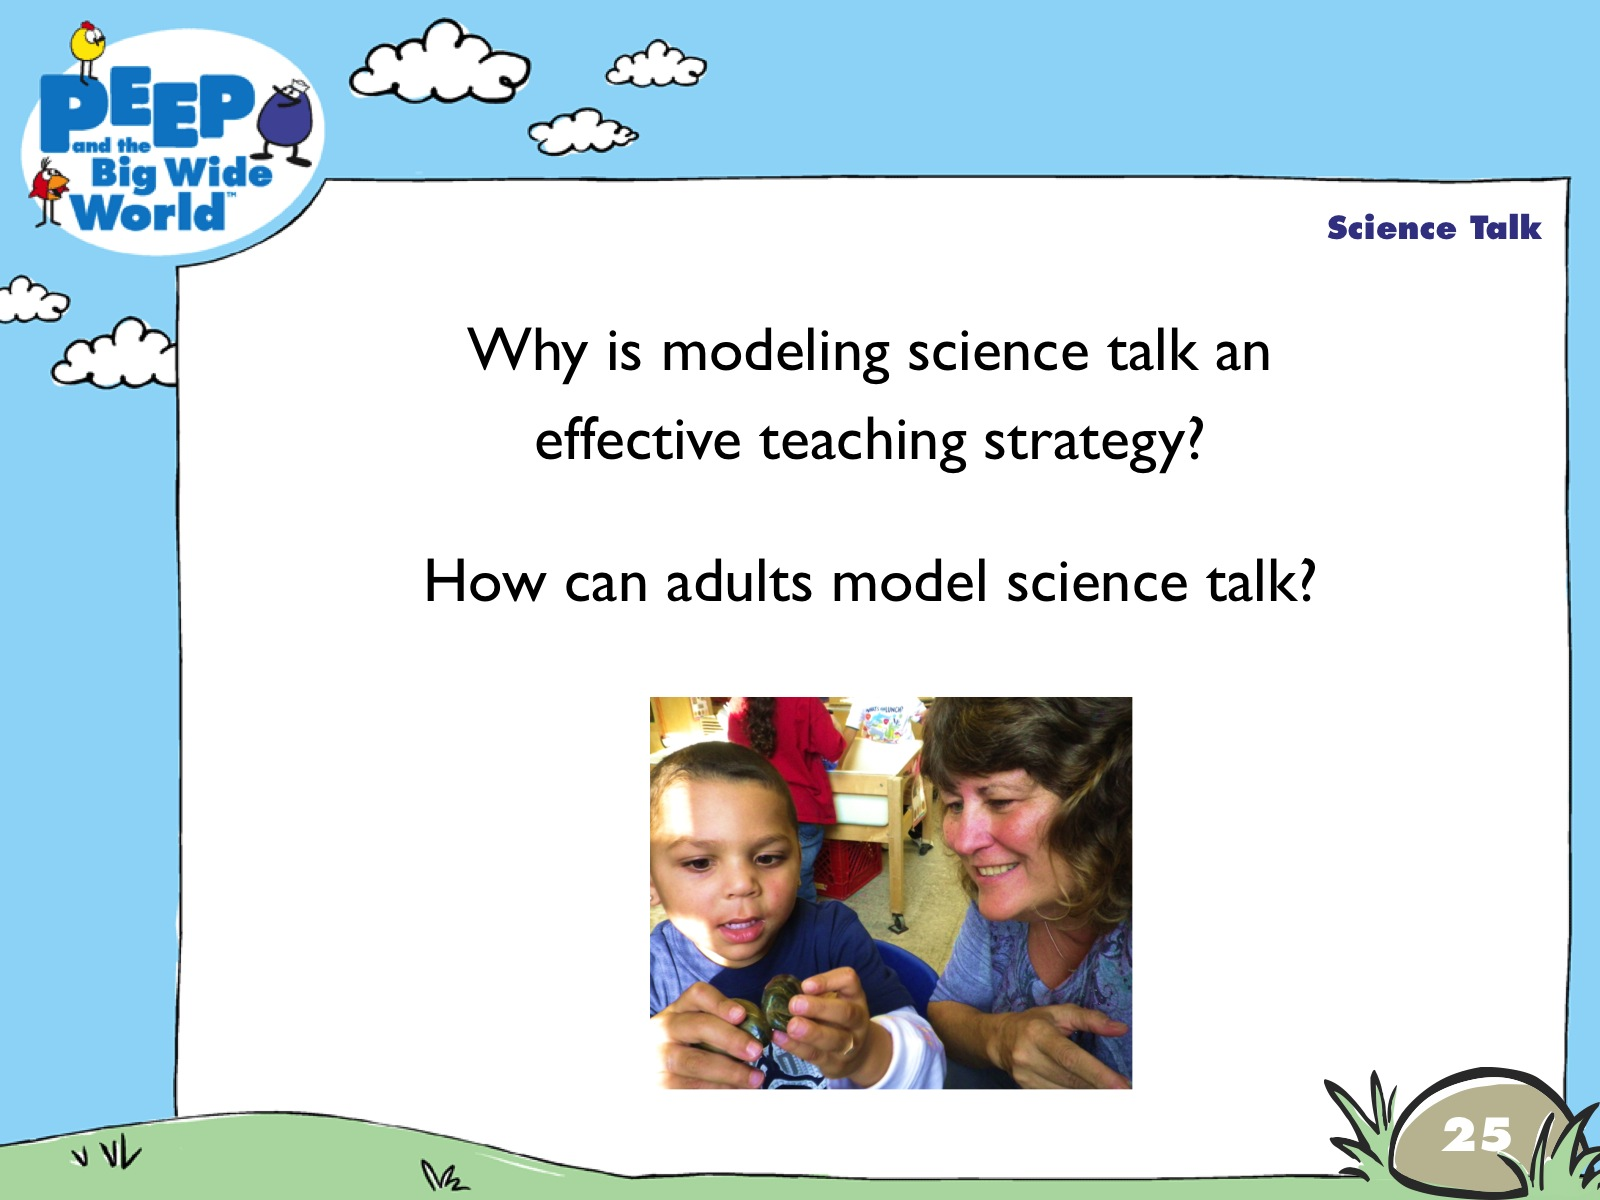 PEEP
and the
Big Wide
World™
Science Talk
Why is modeling science talk an
effective teaching strategy?
How can adults model science talk?
25